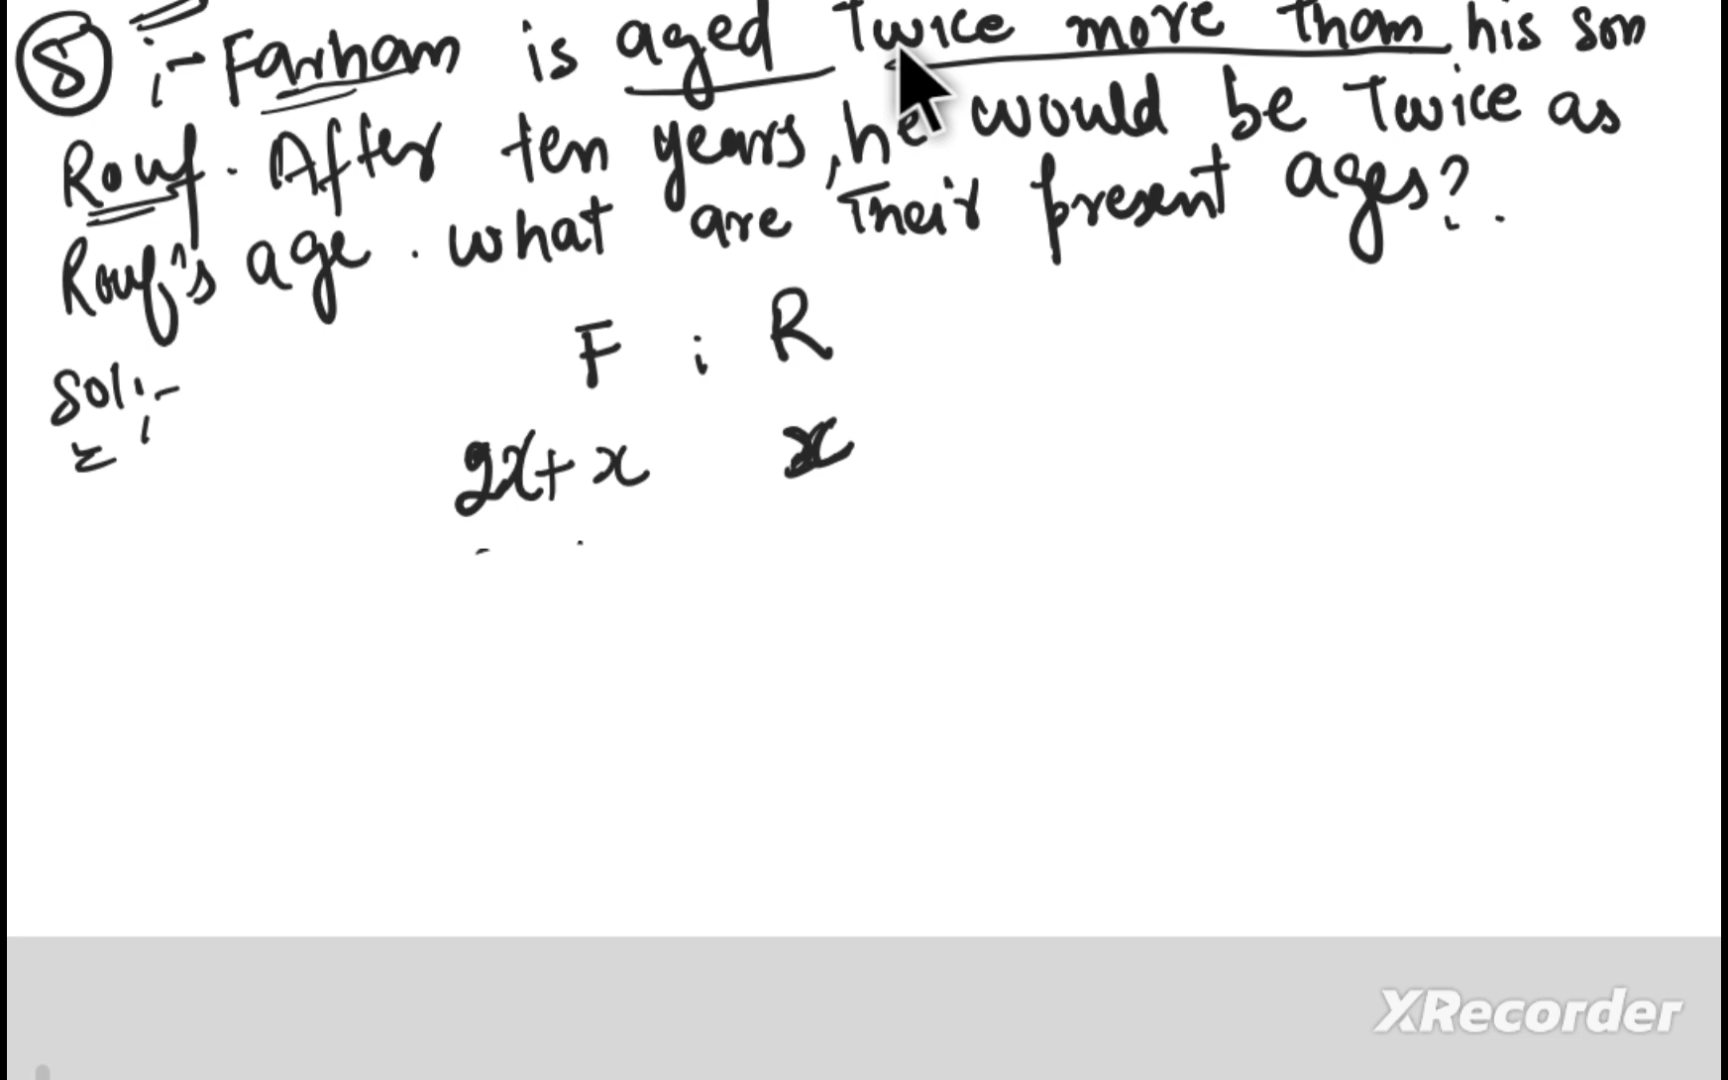 8 :- Farhan is aged Twice more than his son
Rouf. After ten years, he would be Twice as
Rouf's age. what are Their present ages?.
Sol:-
F : R
2x+x x
XRecorder